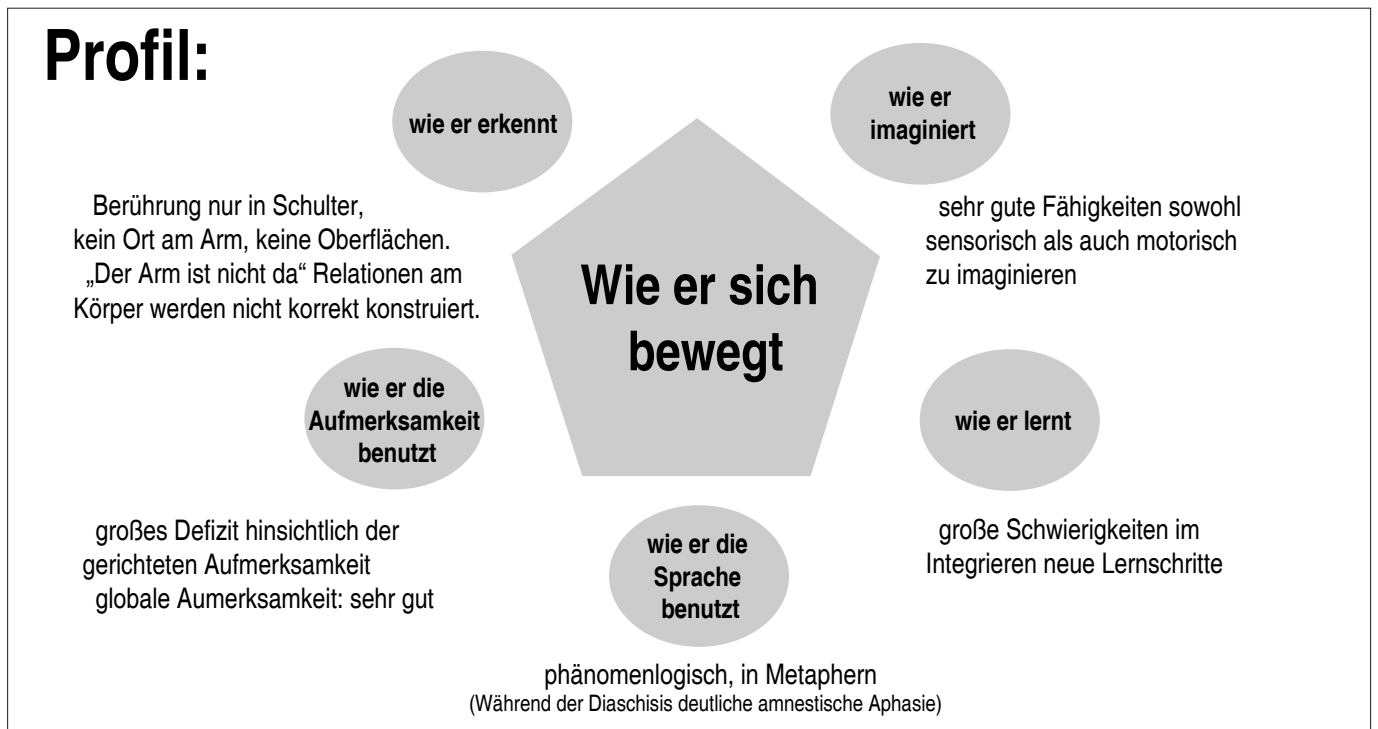 Profil:
wie er erkennt
Berührung nur in Schulter,
kein Ort am Arm, keine Oberflächen.
„Der Arm ist nicht da“ Relationen am
Körper werden nicht korrekt konstruiert.
wie er
imaginiert
sehr gute Fähigkeiten sowohl
sensorisch als auch motorisch
zu imaginieren
Wie er sich
bewegt
wie er die
Aufmerksamkeit
benutzt
großes Defizit hinsichtlich der
gerichteten Aufmerksamkeit
globale Aumerksamkeit: sehr gut
wie er lernt
große Schwierigkeiten im
Integrieren neue Lernschritte
wie er die
Sprache
benutzt
phänomenlogisch, in Metaphern
(Während der Diaschisis deutliche amnestische Aphasie)